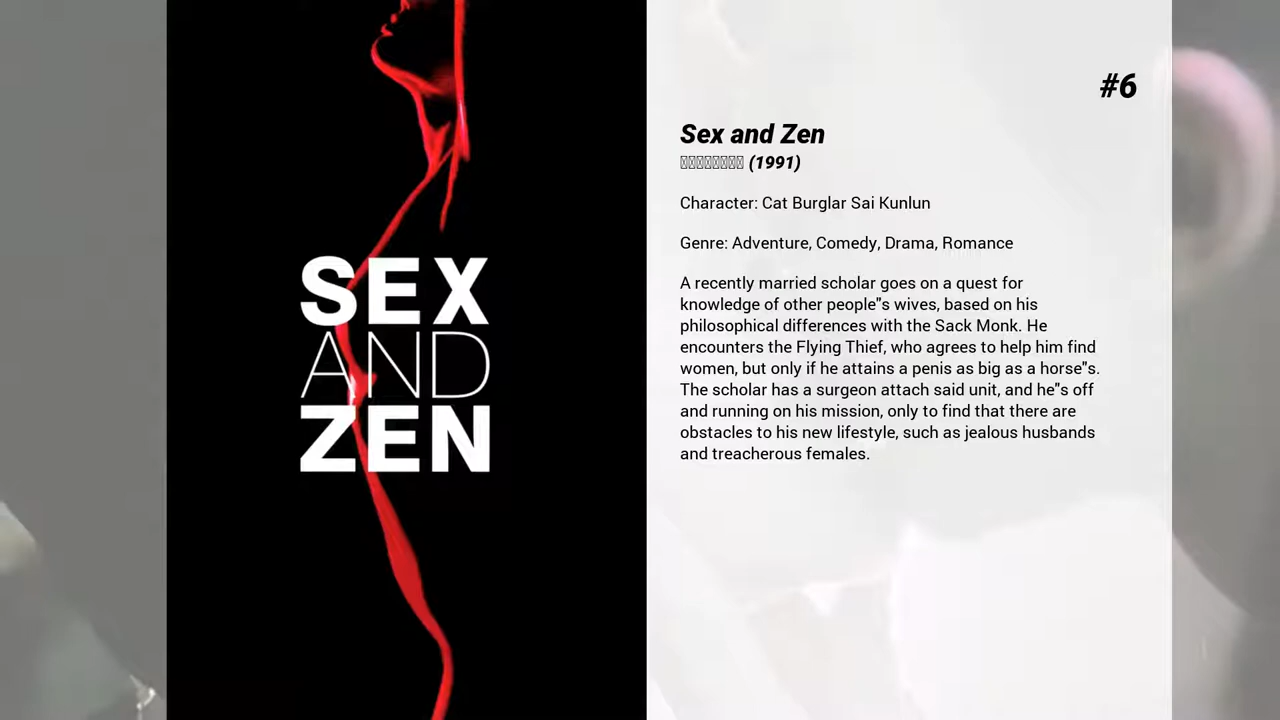 SEX
AND
ZEN
#6
Sex and Zen
(1991)
Character: Cat Burglar Sai Kunlun
Genre: Adventure, Comedy, Drama, Romance
A recently married scholar goes on a quest for
knowledge of other people"s wives, based on his
philosophical differences with the Sack Monk. He
encounters the Flying Thief, who agrees to help him find
women, but only if he attains a penis as big as a horse"s.
The scholar has a surgeon attach said unit, and he"s off
and running on his mission, only to find that there are
obstacles to his new lifestyle, such as jealous husbands
and treacherous females.